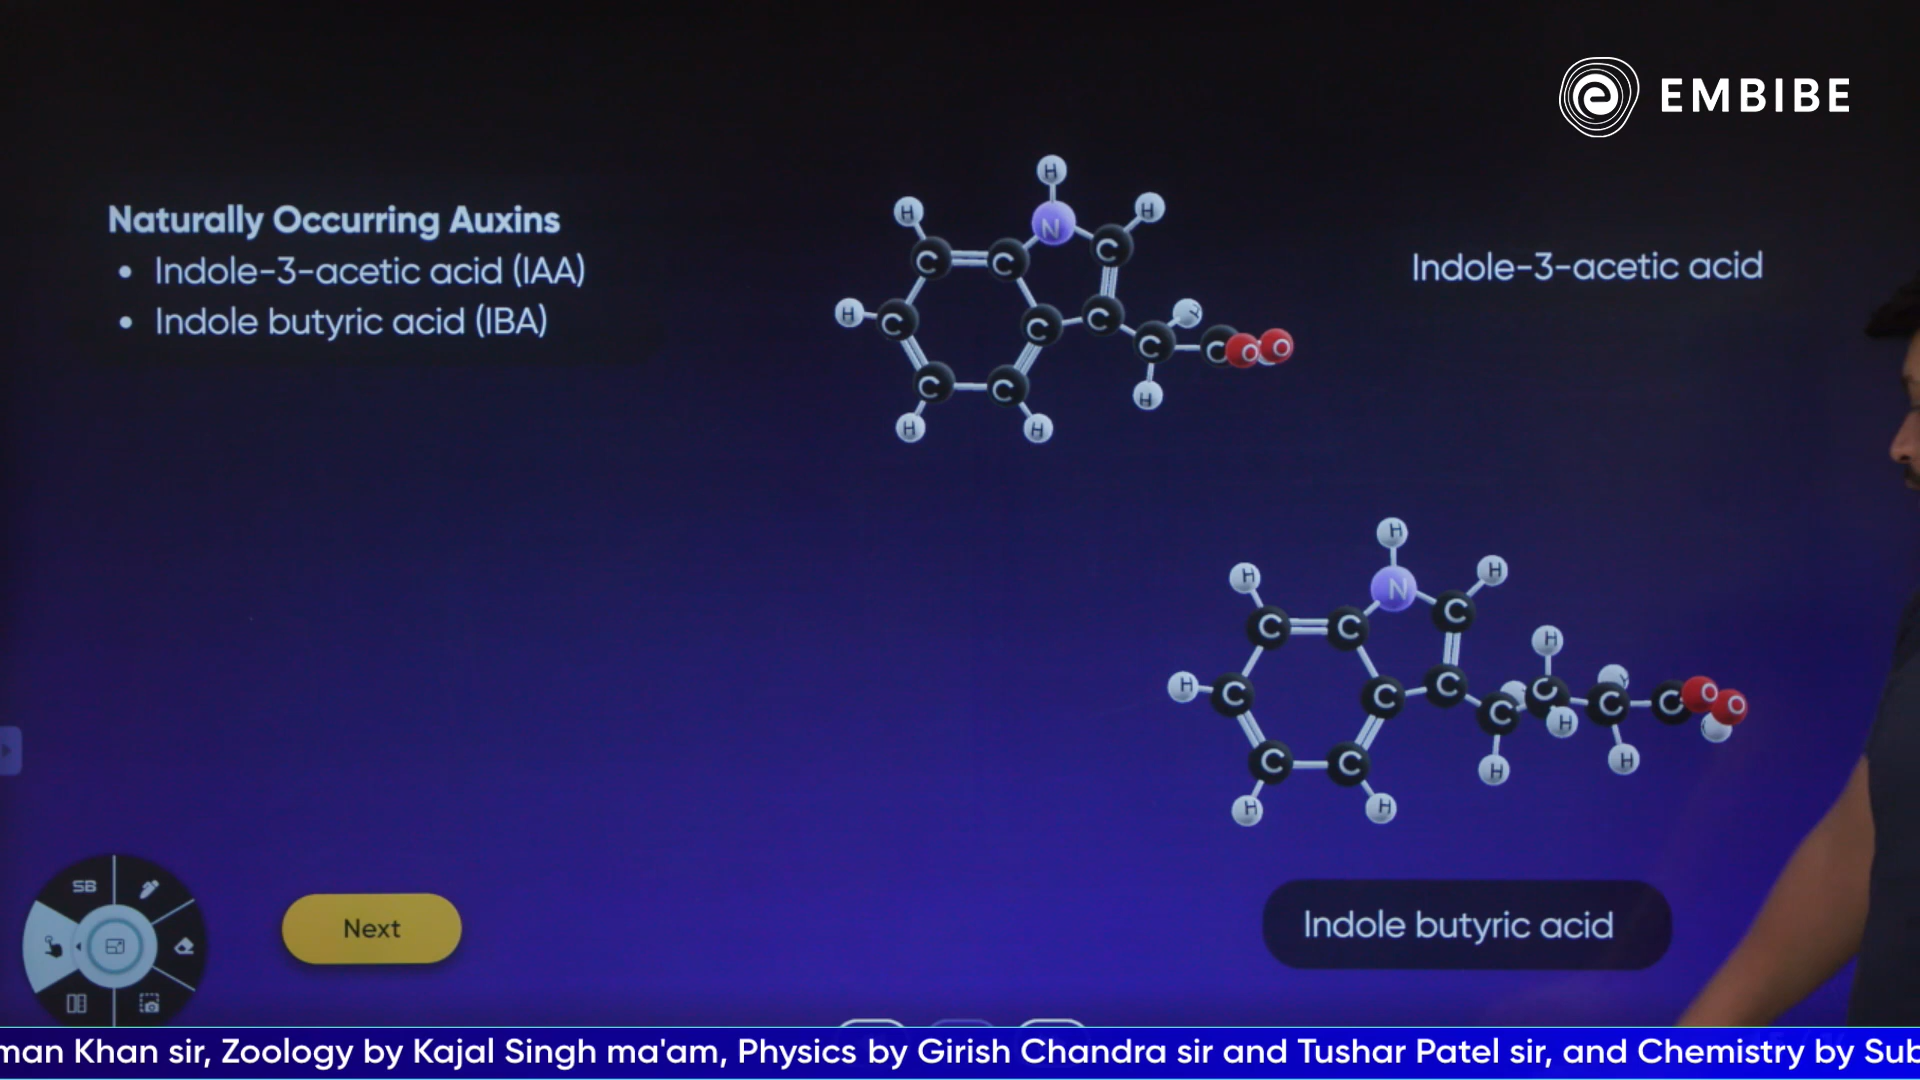 EMBIBE
Naturally Occurring Auxins
• Indole-3-acetic acid (IAA)
• Indole butyric acid (IBA)
Indole-3-acetic acid
H
H
H
N
C
C
C
H
C
C
C
C
C
O
O
C
C
H
H
H
H
H
H
N
H
C
C
C
H
H
C
C
C
C
C
C
C
O
O
H
C
C
H
H
H
H
Indole butyric acid
SB
Next
man Khan sir, Zoology by Kajal Singh ma'am, Physics by Girish Chandra sir and Tushar Patel sir, and Chemistry by Sub